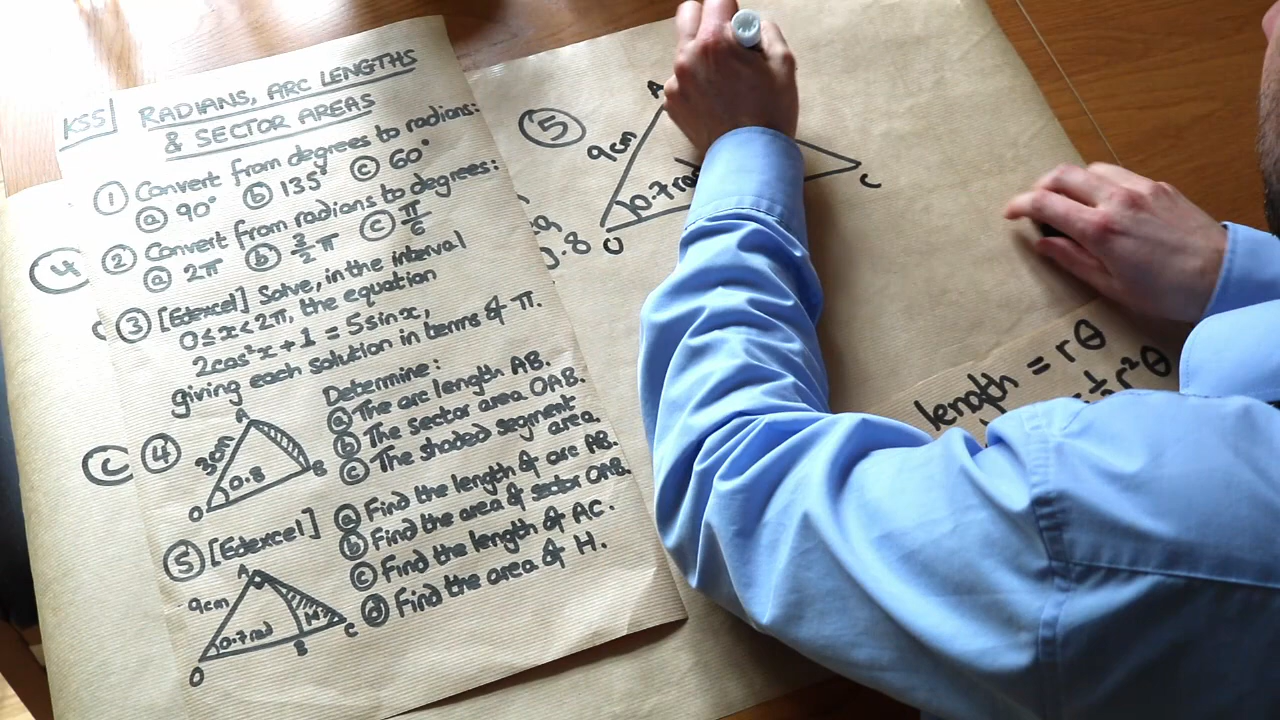 KS5 RADIANS, ARC LENGTHS
& SECTOR AREAS
① Convert from degrees to radians:
ⓐ 90° ⓑ 135° ⓒ 60°
② Convert from radians to degrees:
ⓐ 2π ⓑ 3/2 π ⓒ π/6
③ [Edexcel] Solve, in the interval
0≤x<2π, the equation
2cos²x+1=5sinx,
giving each solution in terms of π.
④ Determine:
ⓐ The arc length AB.
ⓑ The sector area OAB.
ⓒ The shaded segment
area.
A
3cm
0.8
B
O
⑤ [Edexcel]
ⓐ Find the length of arc AB.
ⓑ Find the area of sector OAB.
ⓒ Find the length of AC.
ⓓ Find the area of H.
A
9cm
0.7rad
H
B
C
O
④
C
⑤
A
9cm
0.7rad
O
C
length = rθ
½r²θ